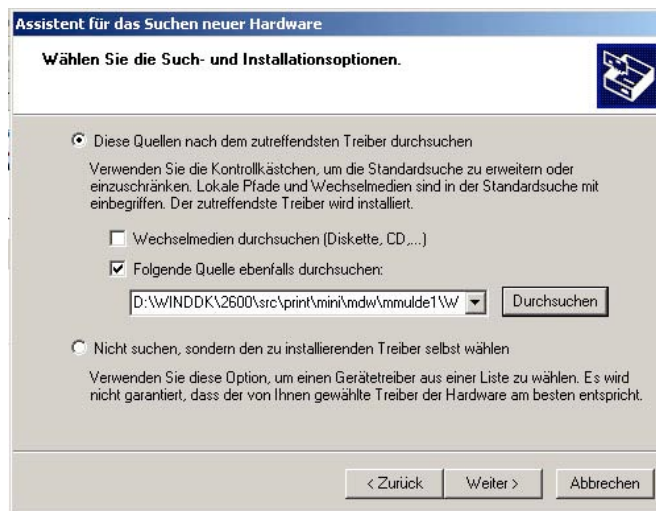 Assistent für das Suchen neuer Hardware
Wählen Sie die Such- und Installationsoptionen.
Diese Quellen nach dem zutreffendsten Treiber durchsuchen
Verwenden Sie die Kontrollkästchen, um die Standardsuche zu erweitern oder
einzuschränken. Lokale Pfade und Wechselmedien sind in der Standardsuche mit
einbegriffen. Der zutreffendste Treiber wird installiert.
Wechselmedien durchsuchen (Diskette, CD,...)
Folgende Quelle ebenfalls durchsuchen:
D:\WINDDK\2600\src\print\mini\mdw\mmulde1\W
Durchsuchen
Nicht suchen, sondern den zu installierenden Treiber selbst wählen
Verwenden Sie diese Option, um einen Gerätetreiber aus einer Liste zu wählen. Es wird
nicht garantiert, dass der von Ihnen gewählte Treiber der Hardware am besten entspricht.
< Zurück Weiter > Abbrechen